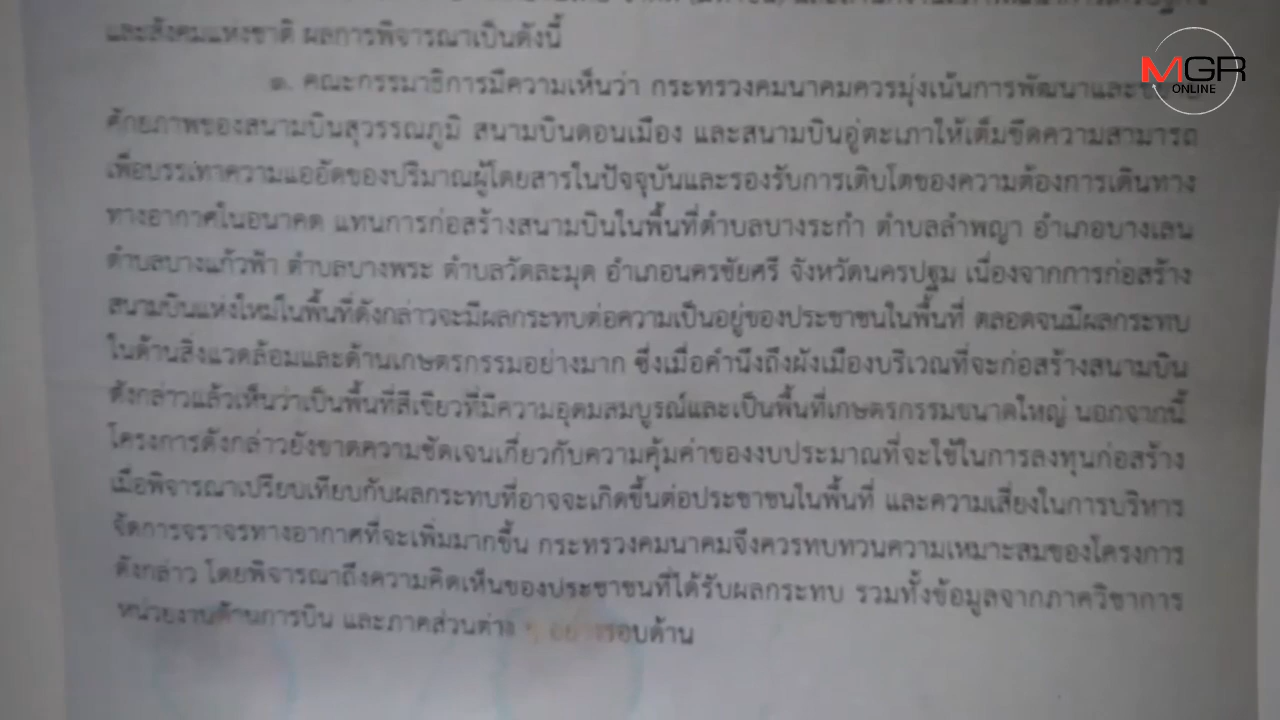 และสังคมแห่งชาติ ผลการพิจารณาเป็นดังนี้
๑. คณะกรรมาธิการมีความเห็นว่า กระทรวงคมนาคมควรมุ่งเน้นการพัฒนาและ
ศักยภาพของสนามบินสุวรรณภูมิ สนามบินดอนเมือง และสนามบินอู่ตะเภาให้เต็มขีดความสามารถ
เพื่อบรรเทาความแออัดของปริมาณผู้โดยสารในปัจจุบันและรองรับการเติบโตของความต้องการเดินทาง
ทางอากาศในอนาคต แทนการก่อสร้างสนามบินในพื้นที่ตำบลบางระกำ ตำบลลำพญา อำเภอบางเลน
ตำบลบางแก้วฟ้า ตำบลบางพระ ตำบลวัดละมุด อำเภอนครชัยศรี จังหวัดนครปฐม เนื่องจากการก่อสร้าง
สนามบินแห่งใหม่ในพื้นที่ดังกล่าวจะมีผลกระทบต่อความเป็นอยู่ของประชาชนในพื้นที่ ตลอดจนมีผลกระทบ
ในด้านสิ่งแวดล้อมและด้านเกษตรกรรมอย่างมาก ซึ่งเมื่อคำนึงถึงผังเมืองบริเวณที่จะก่อสร้างสนามบิน
ดังกล่าวแล้วเห็นว่าเป็นพื้นที่สีเขียวที่มีความอุดมสมบูรณ์และเป็นพื้นที่เกษตรกรรมขนาดใหญ่ นอกจากนี้
โครงการดังกล่าวยังขาดความชัดเจนเกี่ยวกับความคุ้มค่าของงบประมาณที่จะใช้ในการลงทุนก่อสร้าง
เมื่อพิจารณาเปรียบเทียบกับผลกระทบที่อาจจะเกิดขึ้นต่อประชาชนในพื้นที่ และความเสี่ยงในการบริหาร
จัดการจราจรทางอากาศที่จะเพิ่มมากขึ้น กระทรวงคมนาคมจึงควรทบทวนความเหมาะสมของโครงการ
ดังกล่าว โดยพิจารณาถึงความคิดเห็นของประชาชนที่ได้รับผลกระทบ รวมทั้งข้อมูลจากภาควิชาการ
หน่วยงานด้านการบิน และภาคส่วนต่าง ๆ อย่างรอบด้าน
MGR
ONLINE